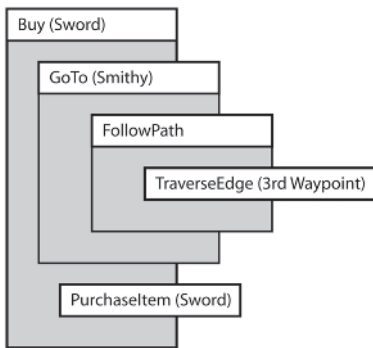 Buy (Sword)
GoTo (Smithy)
FollowPath
TraverseEdge (3rd Waypoint)
PurchaseItem (Sword)